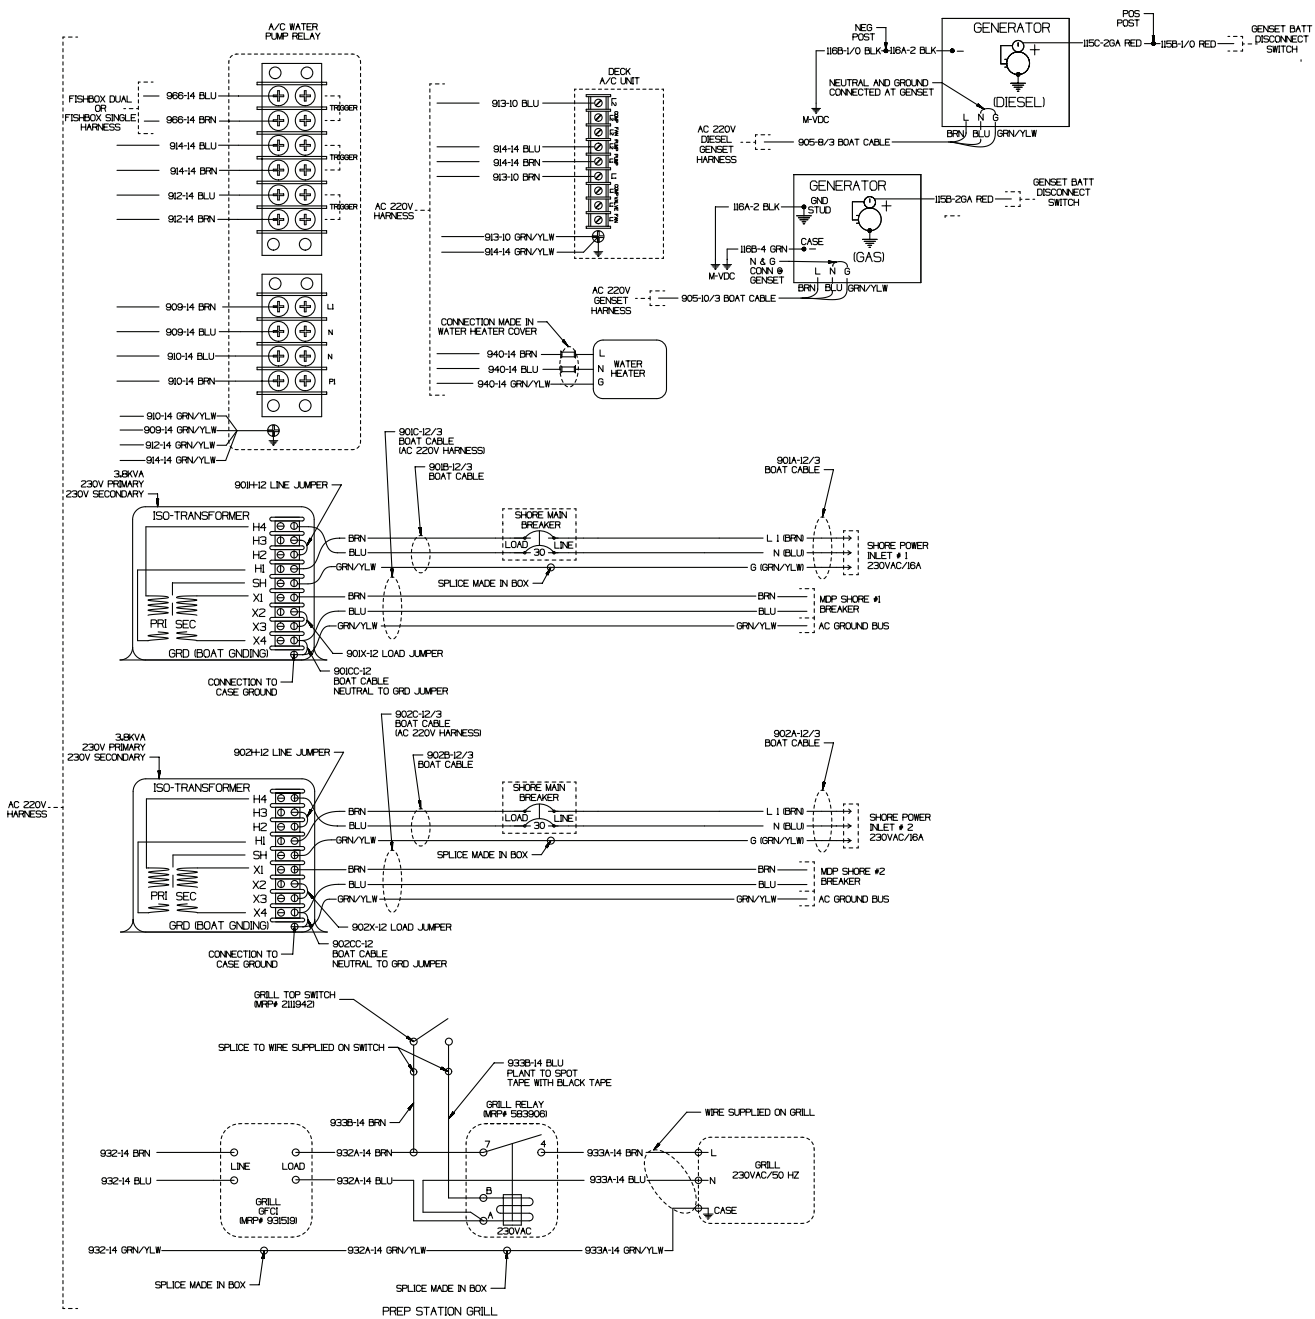 A/C WATER
PUMP RELAY
FISHBOX DUAL
OR
FISHBOX SINGLE
HARNESS
966-14 BLU
966-14 BRN
914-14 BLU
914-14 BRN
912-14 BLU
912-14 BRN
TRIGGER
TRIGGER
TRIGGER
909-14 BRN
909-14 BLU
910-14 BLU
910-14 BRN
L1
N
N
P1
910-14 GRN/YLW
909-14 GRN/YLW
912-14 GRN/YLW
914-14 GRN/YLW
AC 220V
HARNESS
DECK
A/C UNIT
913-10 BLU
914-14 BLU
914-14 BRN
913-10 BRN
913-10 GRN/YLW
914-14 GRN/YLW
CONNECTION MADE IN
WATER HEATER COVER
940-14 BRN
940-14 BLU
940-14 GRN/YLW
L
N
G
WATER
HEATER
NEG
POST
116B-1/0 BLK
116A-2 BLK
M-VDC
GENERATOR
+
-
NEUTRAL AND GROUND
CONNECTED AT GENSET
(DIESEL)
L N G
BRN BLU GRN/YLW
POS
POST
115C-2GA RED
115B-1/0 RED
GENSET BATT
DISCONNECT
SWITCH
AC 220V
DIESEL
GENSET
HARNESS
905-8/3 BOAT CABLE
GENERATOR
+
116A-2 BLK
GND
STUD
116B-4 GRN
CASE
N & G
CONN @
GENSET
M-VDC
(GAS)
L N G
BRN BLU GRN/YLW
115B-2GA RED
GENSET BATT
DISCONNECT
SWITCH
AC 220V
GENSET
HARNESS
905-10/3 BOAT CABLE
3.8KVA
230V PRIMARY
230V SECONDARY
901H-12 LINE JUMPER
901C-12/3
BOAT CABLE
(AC 220V HARNESS)
901B-12/3
BOAT CABLE
901A-12/3
BOAT CABLE
ISO-TRANSFORMER
H4
H3
H2
H1
SH
X1
X2
X3
X4
PRI SEC
GRD (BOAT GNDING)
BRN
BLU
GRN/YLW
BRN
BLU
GRN/YLW
SHORE MAIN
BREAKER
LOAD
LINE
30
SPLICE MADE IN BOX
L 1 (BRN)
N (BLU)
G (GRN/YLW)
SHORE POWER
INLET # 1
230VAC/16A
BRN
BLU
GRN/YLW
MDP SHORE #1
BREAKER
AC GROUND BUS
901X-12 LOAD JUMPER
901CC-12
BOAT CABLE
NEUTRAL TO GRD JUMPER
CONNECTION TO
CASE GROUND
AC 220V
HARNESS
3.8KVA
230V PRIMARY
230V SECONDARY
902H-12 LINE JUMPER
902C-12/3
BOAT CABLE
(AC 220V HARNESS)
902B-12/3
BOAT CABLE
902A-12/3
BOAT CABLE
ISO-TRANSFORMER
H4
H3
H2
H1
SH
X1
X2
X3
X4
PRI SEC
GRD (BOAT GNDING)
BRN
BLU
GRN/YLW
BRN
BLU
GRN/YLW
SHORE MAIN
BREAKER
LOAD
LINE
30
SPLICE MADE IN BOX
L 1 (BRN)
N (BLU)
G (GRN/YLW)
SHORE POWER
INLET # 2
230VAC/16A
BRN
BLU
GRN/YLW
MDP SHORE #2
BREAKER
AC GROUND BUS
902X-12 LOAD JUMPER
902CC-12
BOAT CABLE
NEUTRAL TO GRD JUMPER
CONNECTION TO
CASE GROUND
GRILL TOP SWITCH
(MRP# 2111942)
SPLICE TO WIRE SUPPLIED ON SWITCH
933B-14 BLU
PLANT TO SPOT
TAPE WITH BLACK TAPE
933B-14 BRN
GRILL RELAY
(MRP# 583906)
WIRE SUPPLIED ON GRILL
932-14 BRN
932-14 BLU
LINE
LOAD
GRILL
GFCI
(MRP# 931519)
932A-14 BRN
932A-14 BLU
7
4
B
A
230VAC
933A-14 BRN
933A-14 BLU
L
N
CASE
GRILL
230VAC/50 HZ
932-14 GRN/YLW
932A-14 GRN/YLW
933A-14 GRN/YLW
SPLICE MADE IN BOX
SPLICE MADE IN BOX
PREP STATION GRILL